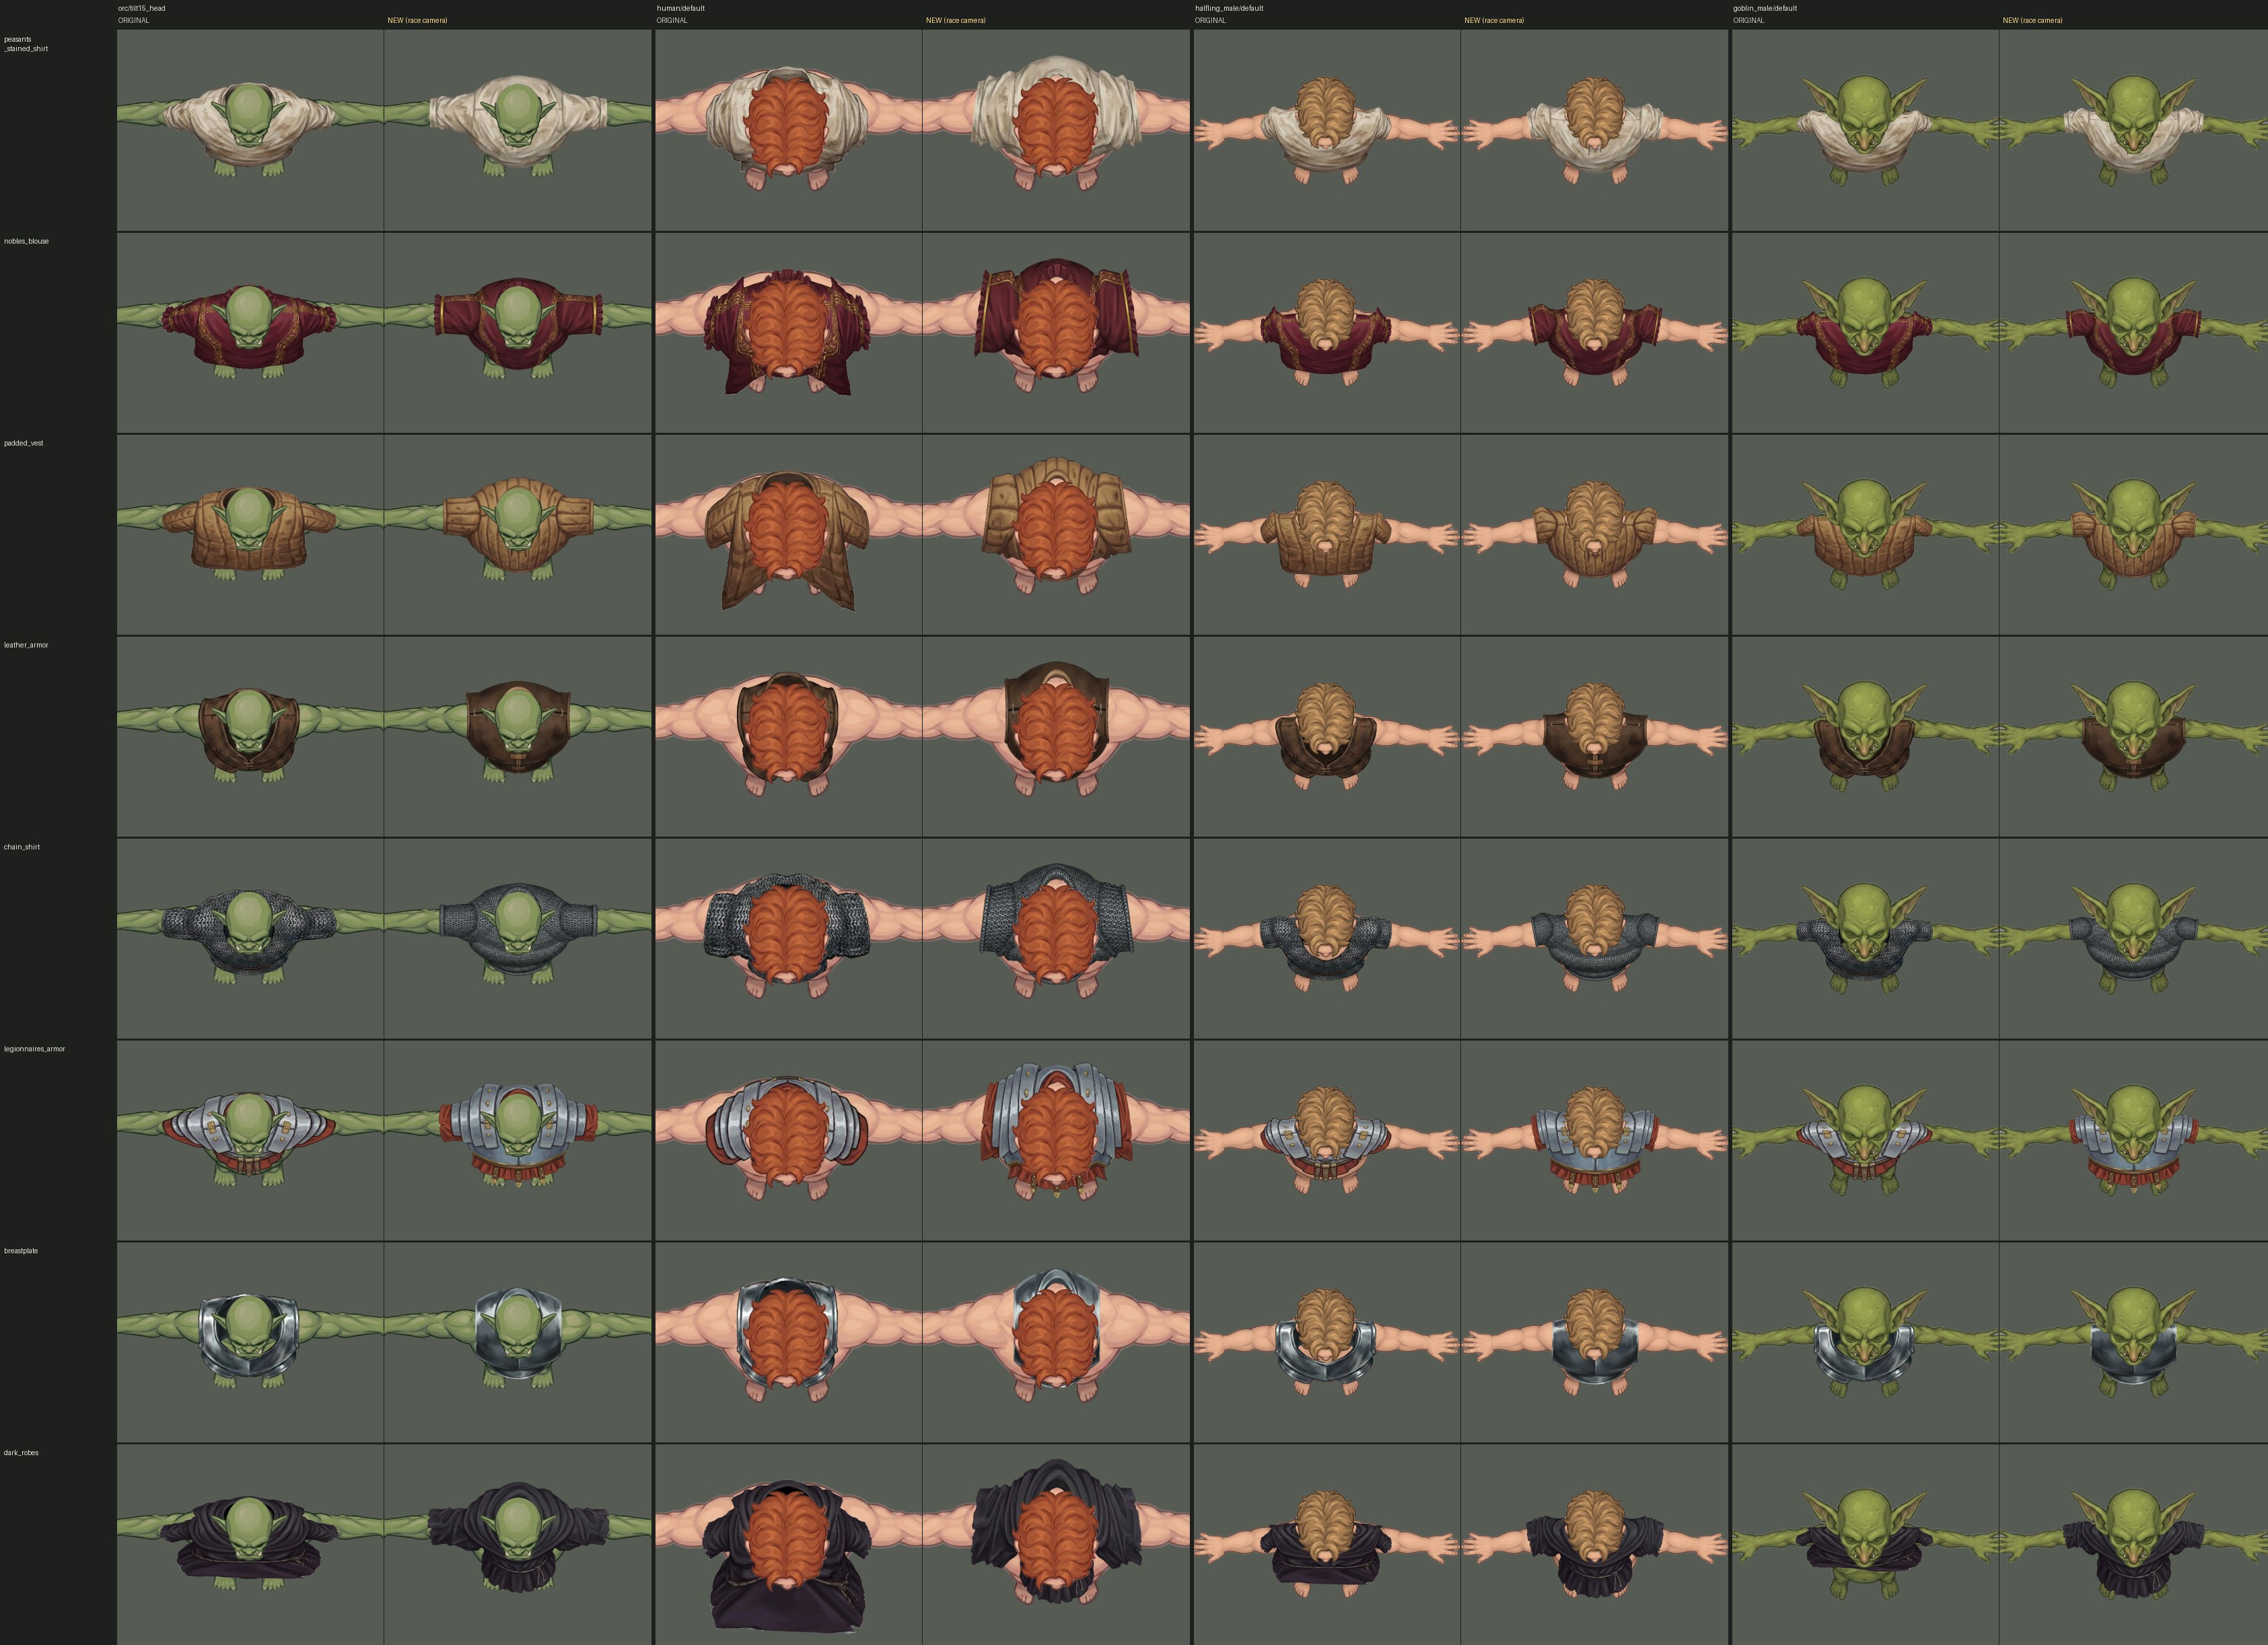 orc/tilt15_head
ORIGINAL
NEW (race camera)
human/default
ORIGINAL
NEW (race camera)
halfling_male/default
ORIGINAL
NEW (race camera)
goblin_male/default
ORIGINAL
NEW (race camera)
peasants
_stained_shirt
nobles_blouse
padded_vest
leather_armor
chain_shirt
legionnaires_armor
breastplate
dark_robes